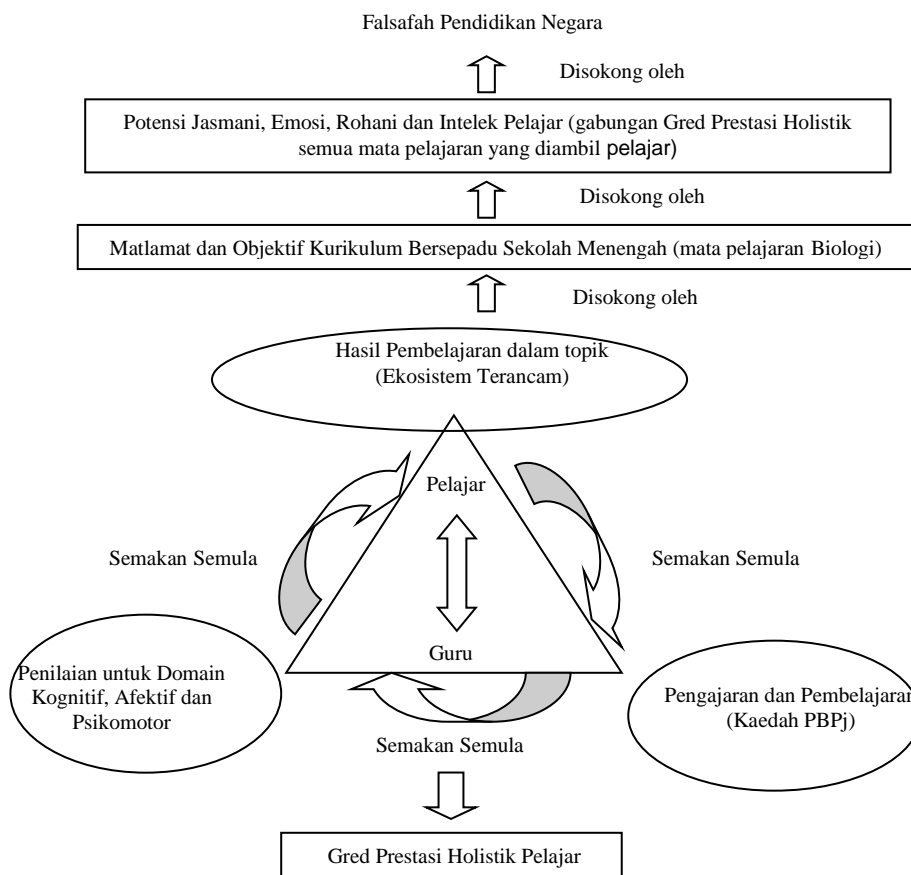 Falsafah Pendidikan Negara
Disokong oleh
Potensi Jasmani, Emosi, Rohani dan Intelek Pelajar (gabungan Gred Prestasi Holistik
semua mata pelajaran yang diambil pelajar)
Disokong oleh
Matlamat dan Objektif Kurikulum Bersepadu Sekolah Menengah (mata pelajaran Biologi)
Disokong oleh
Hasil Pembelajaran dalam topik
(Ekosistem Terancam)
Pelajar
Semakan Semula
Semakan Semula
Guru
Penilaian untuk Domain
Kognitif, Afektif dan
Psikomotor
Pengajaran dan Pembelajaran
(Kaedah PBPj)
Semakan Semula
Gred Prestasi Holistik Pelajar